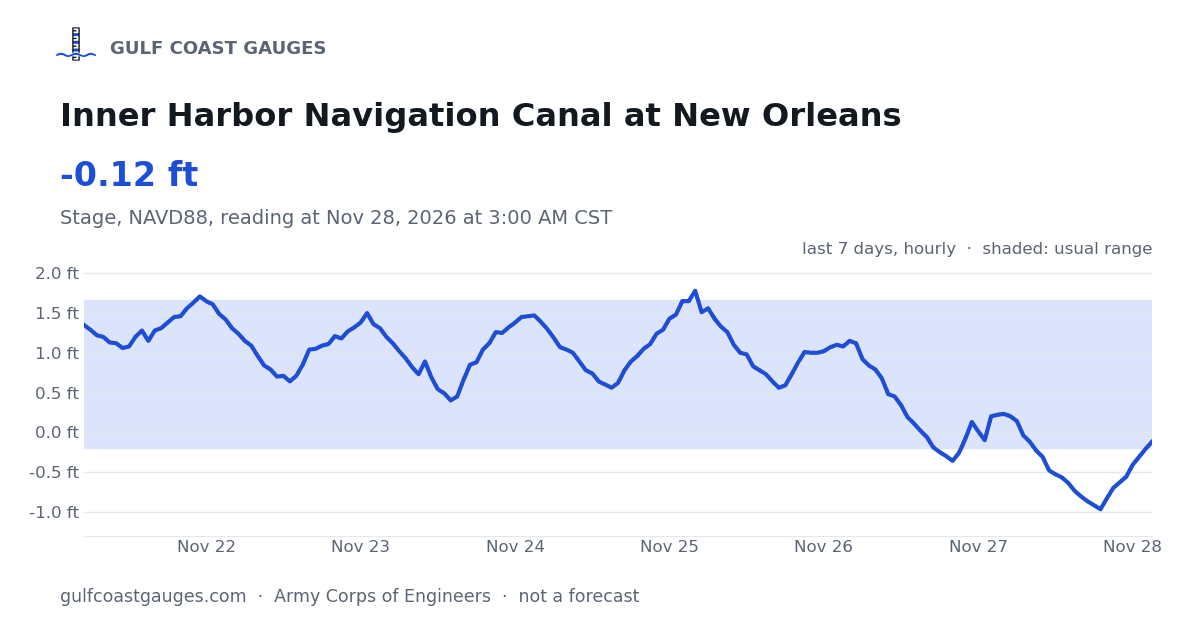 GULF COAST GAUGES
Inner Harbor Navigation Canal at New Orleans
-0.12 ft
Stage, NAVD88, reading at Nov 28, 2026 at 3:00 AM CST
last 7 days, hourly · shaded: usual range
2.0 ft
1.5 ft
1.0 ft
0.5 ft
0.0 ft
-0.5 ft
-1.0 ft
Nov 22 Nov 23 Nov 24 Nov 25 Nov 26 Nov 27 Nov 28
gulfcoastgauges.com · Army Corps of Engineers · not a forecast